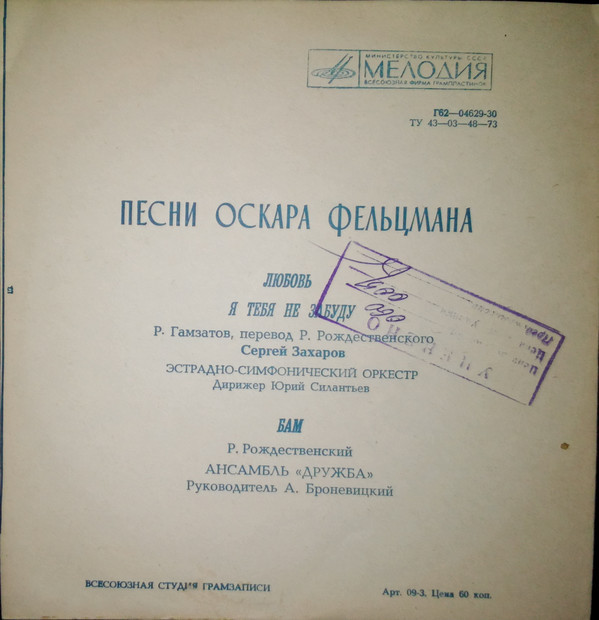 МИНИСТЕРСТВО КУЛЬТУРЫ СССР
МЕЛОДИЯ
ВСЕСОЮЗНАЯ ФИРМА ГРАМПЛАСТИНОК
Г62—04629-30
ТУ 43—03—48—73
ПЕСНИ ОСКАРА ФЕЛЬЦМАНА
ЛЮБОВЬ
Я ТЕБЯ НЕ ЗАБУДУ
Р. Гамзатов, перевод Р. Рождественского
Сергей Захаров
ЭСТРАДНО-СИМФОНИЧЕСКИЙ ОРКЕСТР
Дирижер Юрий Силантьев
БАМ
Р. Рождественский
АНСАМБЛЬ «ДРУЖБА»
Руководитель А. Броневицкий
УЦЕНЕНО
ВСЕСОЮЗНАЯ СТУДИЯ ГРАМЗАПИСИ
Арт. 09-3. Цена 60 коп.